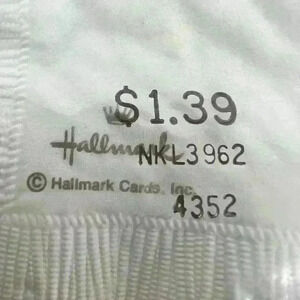 $1.39
Hallmark
NKL3962
© Hallmark Cards, Inc.
4352